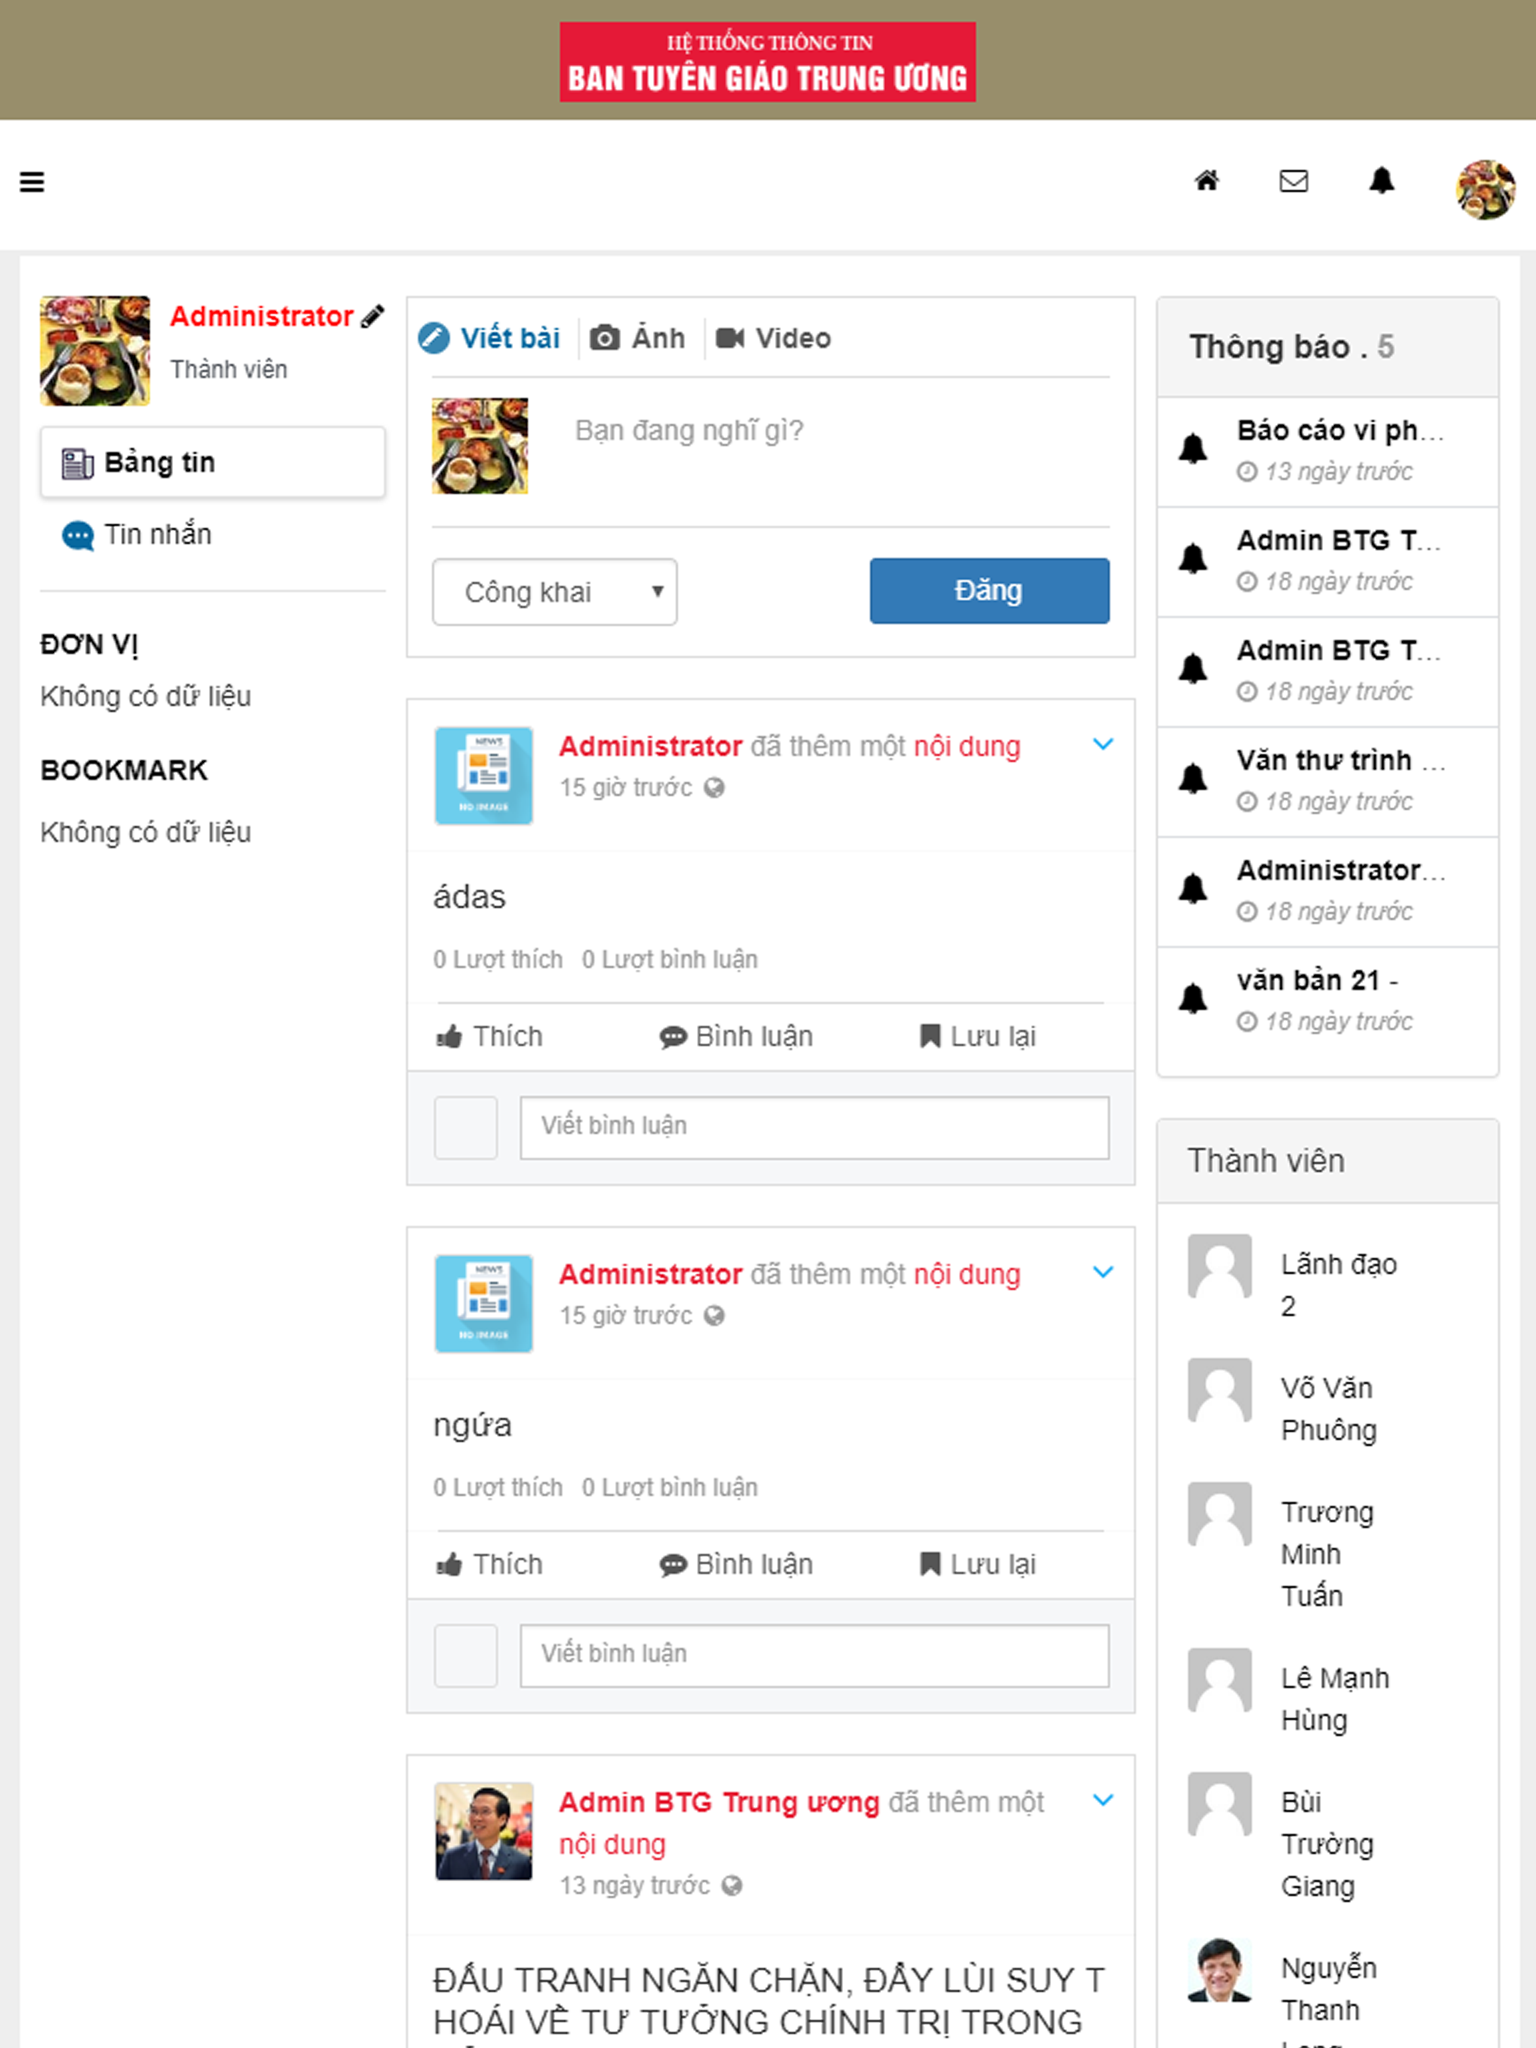 HỆ THỐNG THÔNG TIN
BAN TUYÊN GIÁO TRUNG ƯƠNG
Administrator
Thành viên
Bảng tin
Tin nhắn
ĐƠN VỊ
Không có dữ liệu
BOOKMARK
Không có dữ liệu
Viết bài
Ảnh
Video
Bạn đang nghĩ gì?
Công khai
Đăng
NEWS
NO IMAGE
Administrator đã thêm một nội dung
15 giờ trước
ádas
0 Lượt thích 0 Lượt bình luận
Thích
Bình luận
Lưu lại
Viết bình luận
NEWS
NO IMAGE
Administrator đã thêm một nội dung
15 giờ trước
ngứa
0 Lượt thích 0 Lượt bình luận
Thích
Bình luận
Lưu lại
Viết bình luận
Admin BTG Trung ương đã thêm một
nội dung
13 ngày trước
ĐẤU TRANH NGĂN CHẶN, ĐẨY LÙI SUY T
HOÁI VỀ TƯ TƯỞNG CHÍNH TRỊ TRONG
Thông báo . 5
Báo cáo vi ph...
13 ngày trước
Admin BTG T...
18 ngày trước
Admin BTG T...
18 ngày trước
Văn thư trình ...
18 ngày trước
Administrator...
18 ngày trước
văn bản 21 -
18 ngày trước
Thành viên
Lãnh đạo
2
Võ Văn
Phuông
Trương
Minh
Tuấn
Lê Mạnh
Hùng
Bùi
Trường
Giang
Nguyễn
Thanh